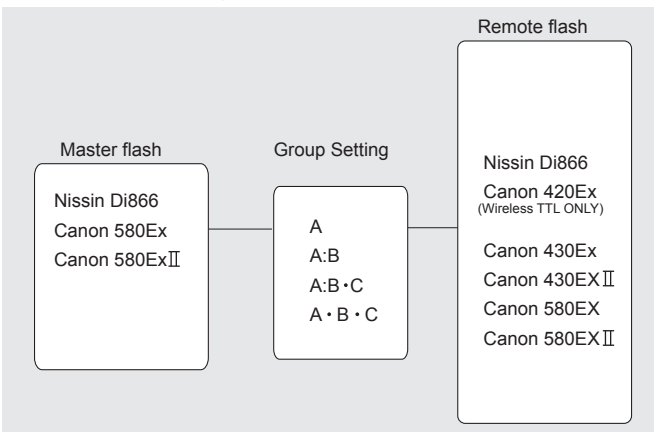 Master flash
Nissin Di866
Canon 580Ex
Canon 580ExⅡ
Group Setting
A
A:B
A:B・C
A・B・C
Remote flash
Nissin Di866
Canon 420Ex
(Wireless TTL ONLY)
Canon 430Ex
Canon 430EXⅡ
Canon 580EX
Canon 580EXⅡ